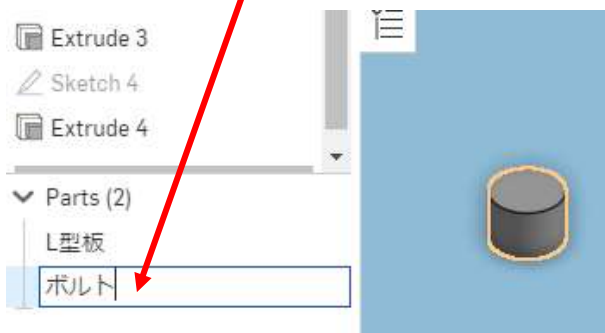 Extrude 3
Sketch 4
Extrude 4
Parts (2)
L型板
ボルト